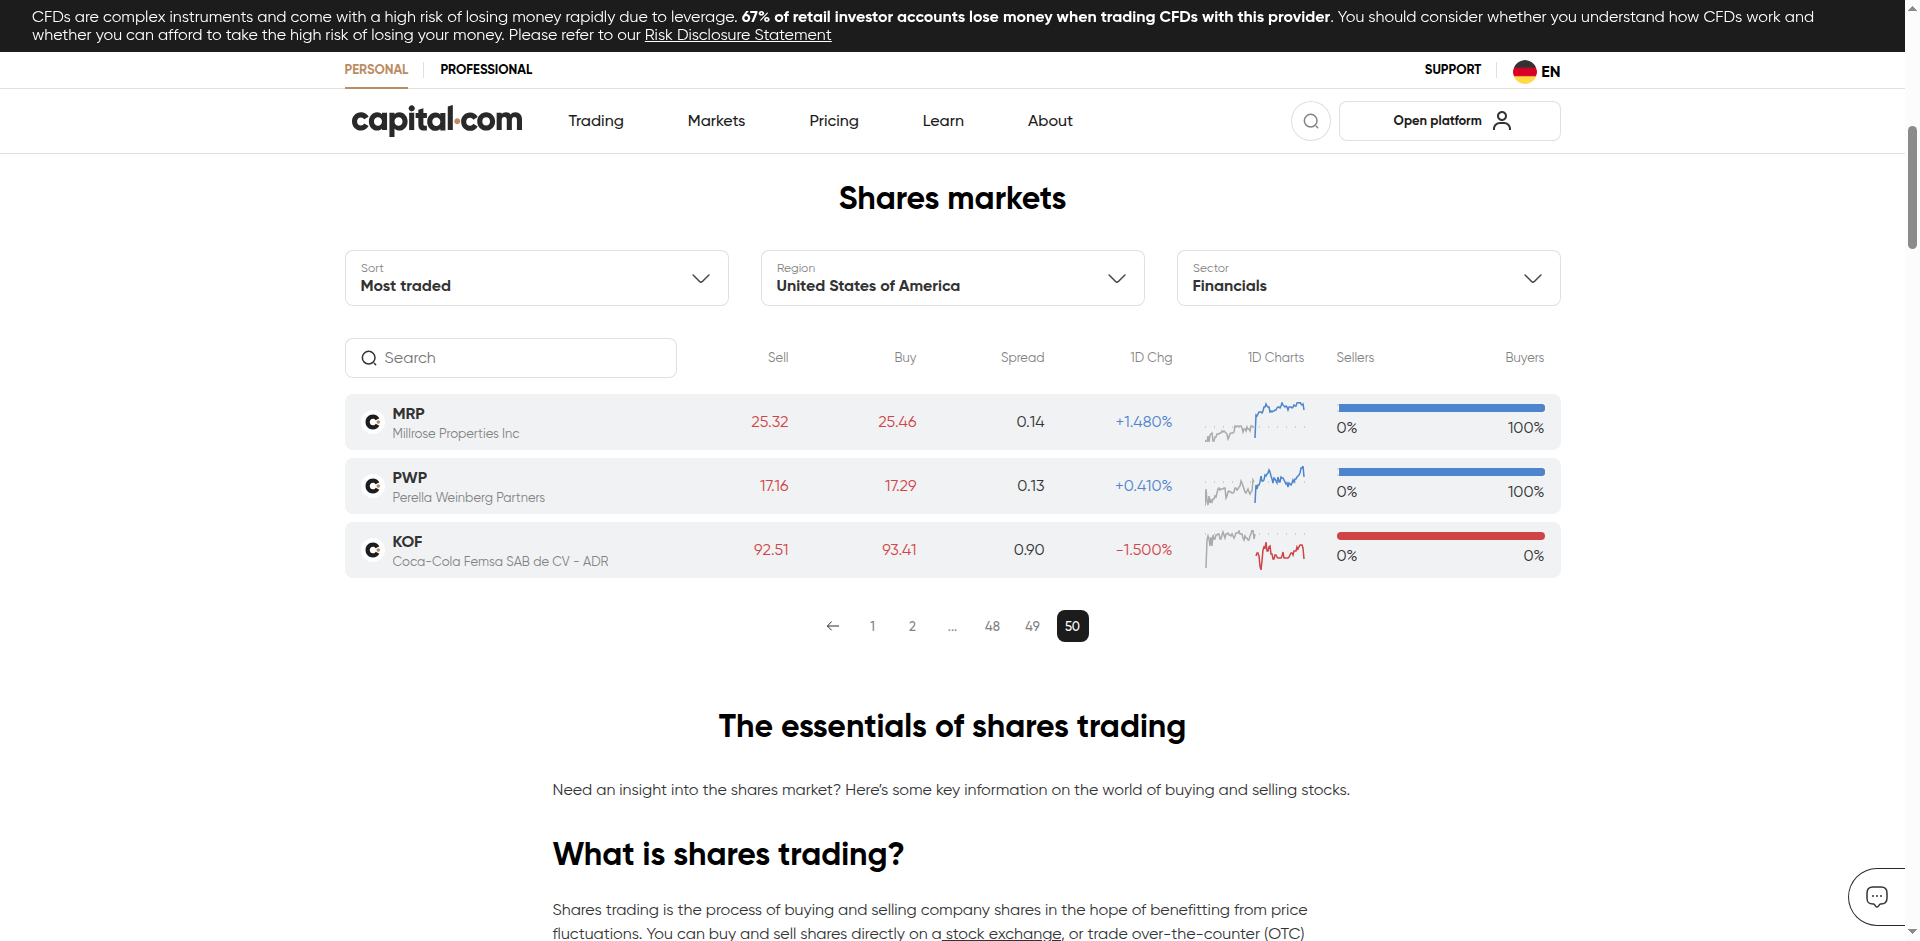 CFDs are complex instruments and come with a high risk of losing money rapidly due to leverage. 67% of retail investor accounts lose money when trading CFDs with this provider. You should consider whether you understand how CFDs work and
whether you can afford to take the high risk of losing your money. Please refer to our Risk Disclosure Statement
PERSONAL PROFESSIONAL SUPPORT EN
capital.com Trading Markets Pricing Learn About Open platform
Shares markets
Sort Region Sector
Most traded United States of America Financials
Search Sell Buy Spread 1D Chg 1D Charts Sellers Buyers
MRP
Millrose Properties Inc 25.32 25.46 0.14 +1.480% 0% 100%
PWP
Perella Weinberg Partners 17.16 17.29 0.13 +0.410% 0% 100%
KOF
Coca-Cola Femsa SAB de CV - ADR 92.51 93.41 0.90 -1.500% 0% 0%
1 2 ... 48 49 50
The essentials of shares trading
Need an insight into the shares market? Here’s some key information on the world of buying and selling stocks.
What is shares trading?
Shares trading is the process of buying and selling company shares in the hope of benefitting from price
fluctuations. You can buy and sell shares directly on a stock exchange, or trade over-the-counter (OTC)